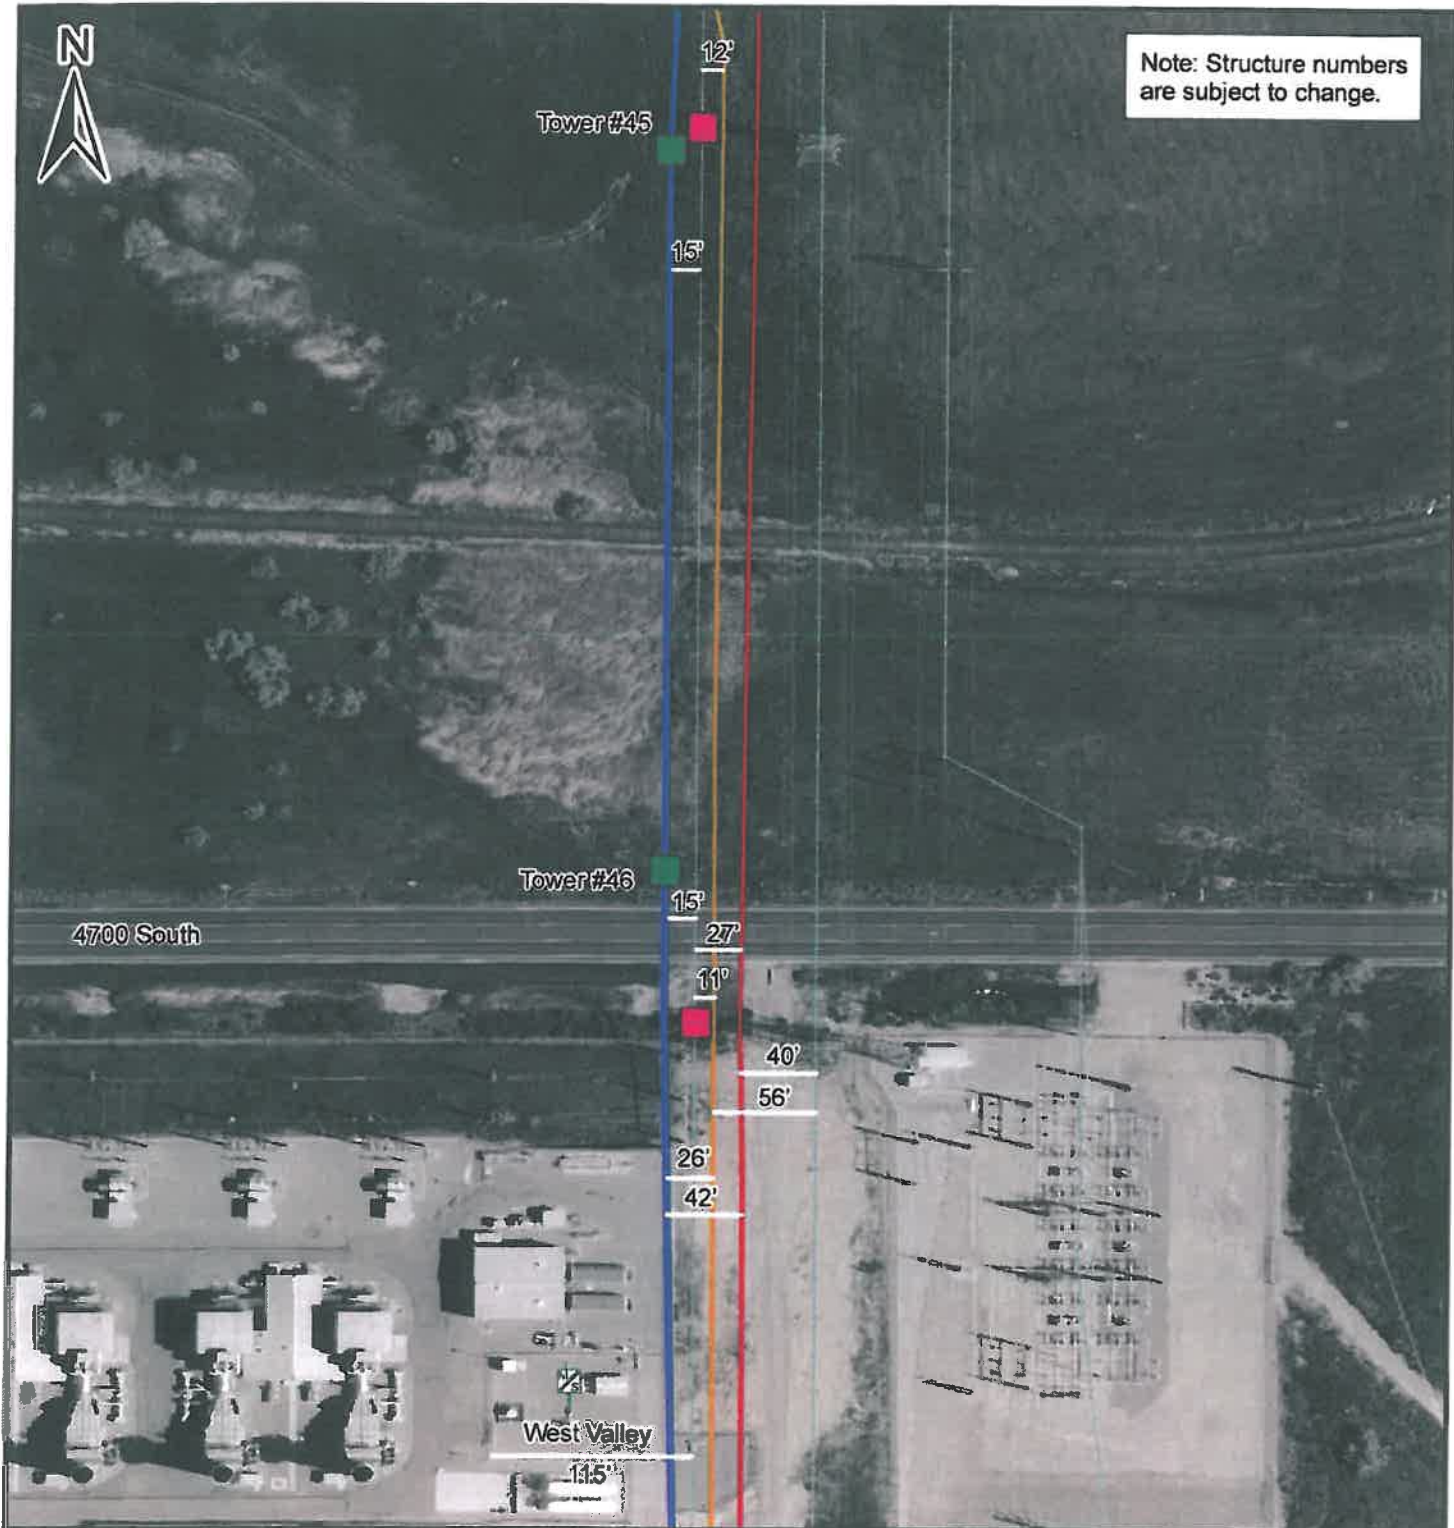 N
Note: Structure numbers
are subject to change.
12'
Tower #45
15'
Tower #46
15'
4700 South
27'
11'
40'
56'
26'
42'
West Valley
115'